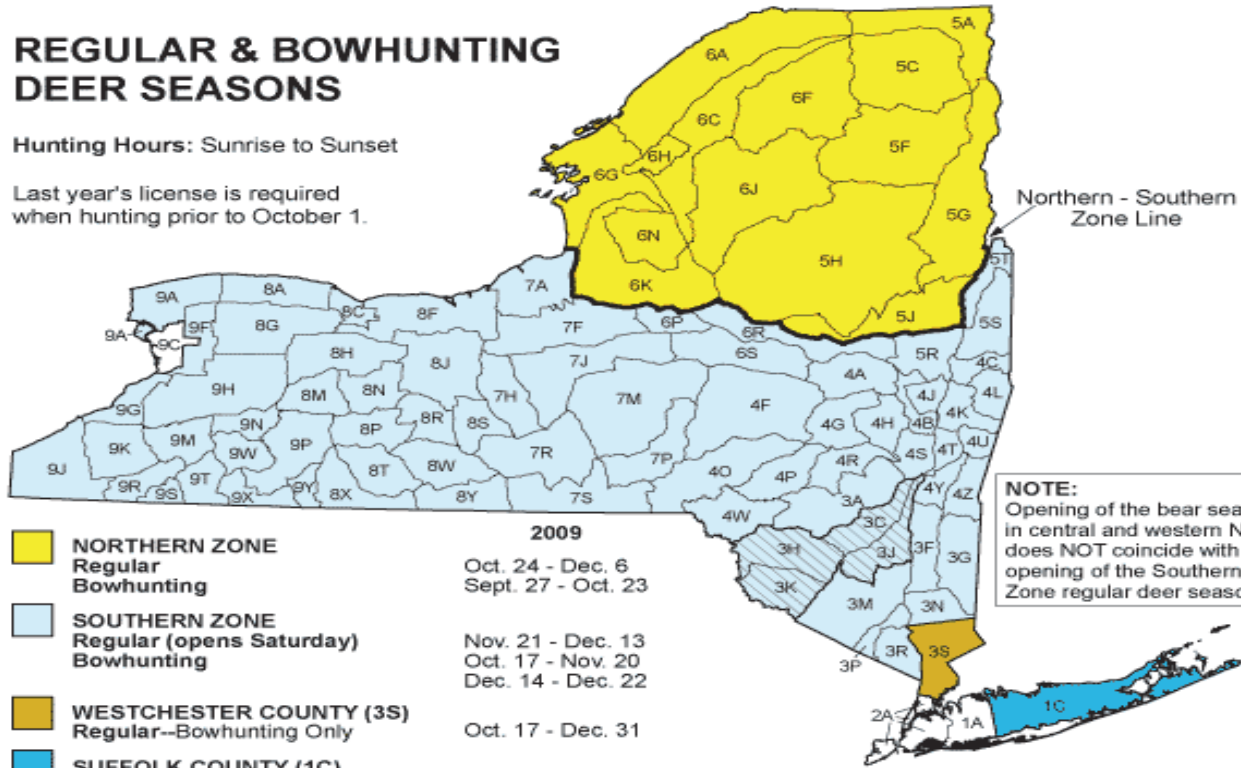 REGULAR & BOWHUNTING
DEER SEASONS
Hunting Hours: Sunrise to Sunset
Last year's license is required
when hunting prior to October 1.
Northern - Southern
Zone Line
5A
6A
5C
6F
6C
5F
6H
6G
6J
5G
6N
5H
6K
5J
5T
7A
9A
8A
8C
8F
9A
9F
8G
9C
7F
6P
6R
5S
8H
8J
7J
6S
5R
4C
4A
9H
8M
8N
7H
7M
4F
4J
4L
9G
9N
8R
8S
4G
4H
4B
4K
8P
9K
9M
9W
9P
7R
7P
4S
4T
4U
9J
8T
8W
4O
4P
4R
9R
9S
9T
9X
9Y
8X
8Y
7S
4Y
4Z
3A
4W
3C
3H
3J
3F
3G
3K
3M
3N
3R
3P
3S
2A
1A
1C
NOTE:
Opening of the bear sea
in central and western N
does NOT coincide with
opening of the Southern
Zone regular deer seaso
2009
NORTHERN ZONE
Regular Oct. 24 - Dec. 6
Bowhunting Sept. 27 - Oct. 23
SOUTHERN ZONE
Regular (opens Saturday) Nov. 21 - Dec. 13
Bowhunting Oct. 17 - Nov. 20
Dec. 14 - Dec. 22
WESTCHESTER COUNTY (3S)
Regular--Bowhunting Only Oct. 17 - Dec. 31
SUFFOLK COUNTY (1C)